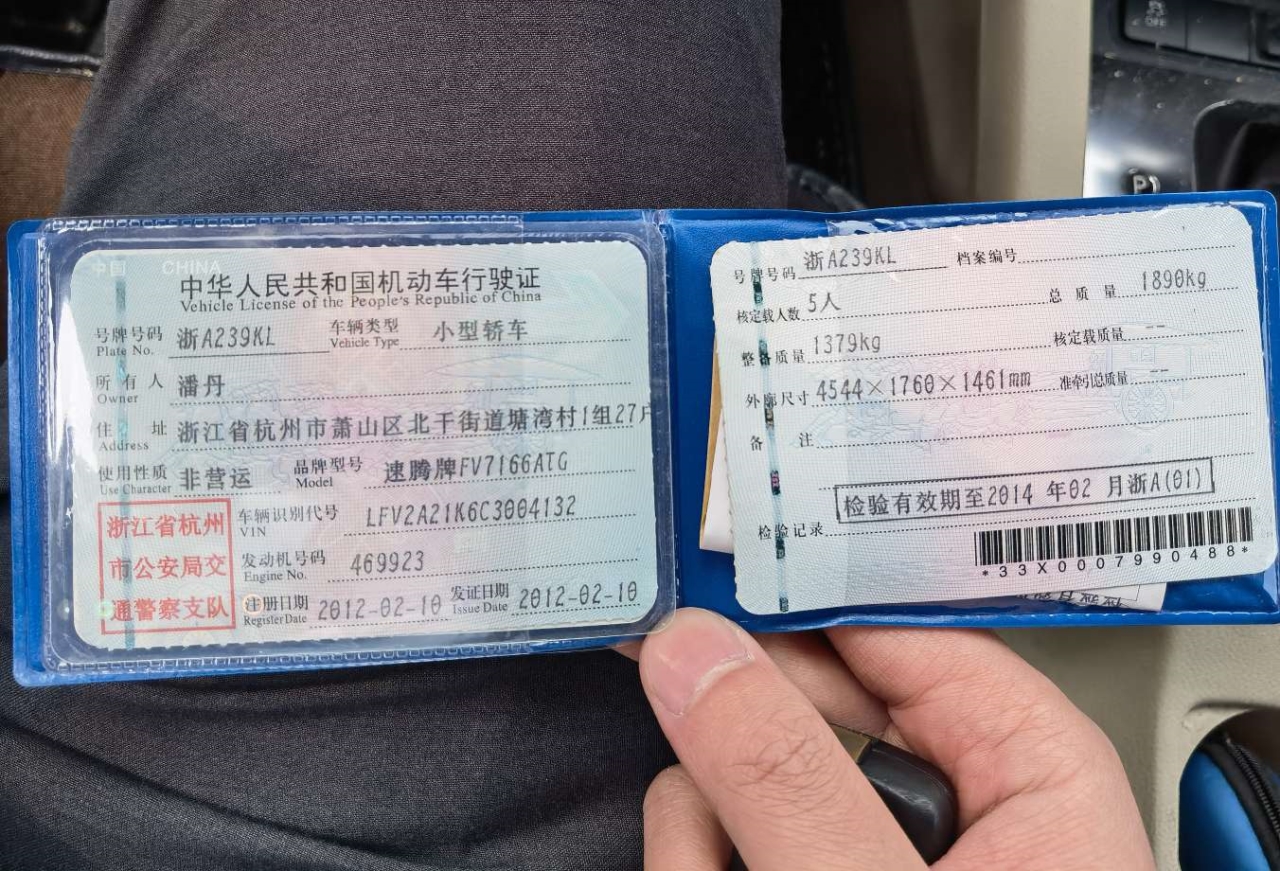 中国 CHINA
中华人民共和国机动车行驶证
Vehicle License of the People's Republic of China
号牌号码 浙A239KL 车辆类型 小型轿车
Plate No. Vehicle Type
所有人 潘丹
Owner
住址 浙江省杭州市萧山区北干街道塘湾村1组27户
Address
使用性质 非营运 品牌型号 速腾牌FV7166ATG
Use Character Model
浙江省杭州
市公安局交
通警察支队
车辆识别代号 LFV2A21K6C3004132
VIN
发动机号码 469923
Engine No.
注册日期 2012-02-10 发证日期 2012-02-10
Register Date Issue Date
号牌号码 浙A239KL 档案编号
核定载人数 5人 总质量 1890kg
整备质量 1379kg 核定载质量 --
外廓尺寸 4544×1760×1461mm 准牵引总质量 --
备注
检验有效期至2014 年02 月浙A(01)
检验记录
*33X0007990488*
OFF
P